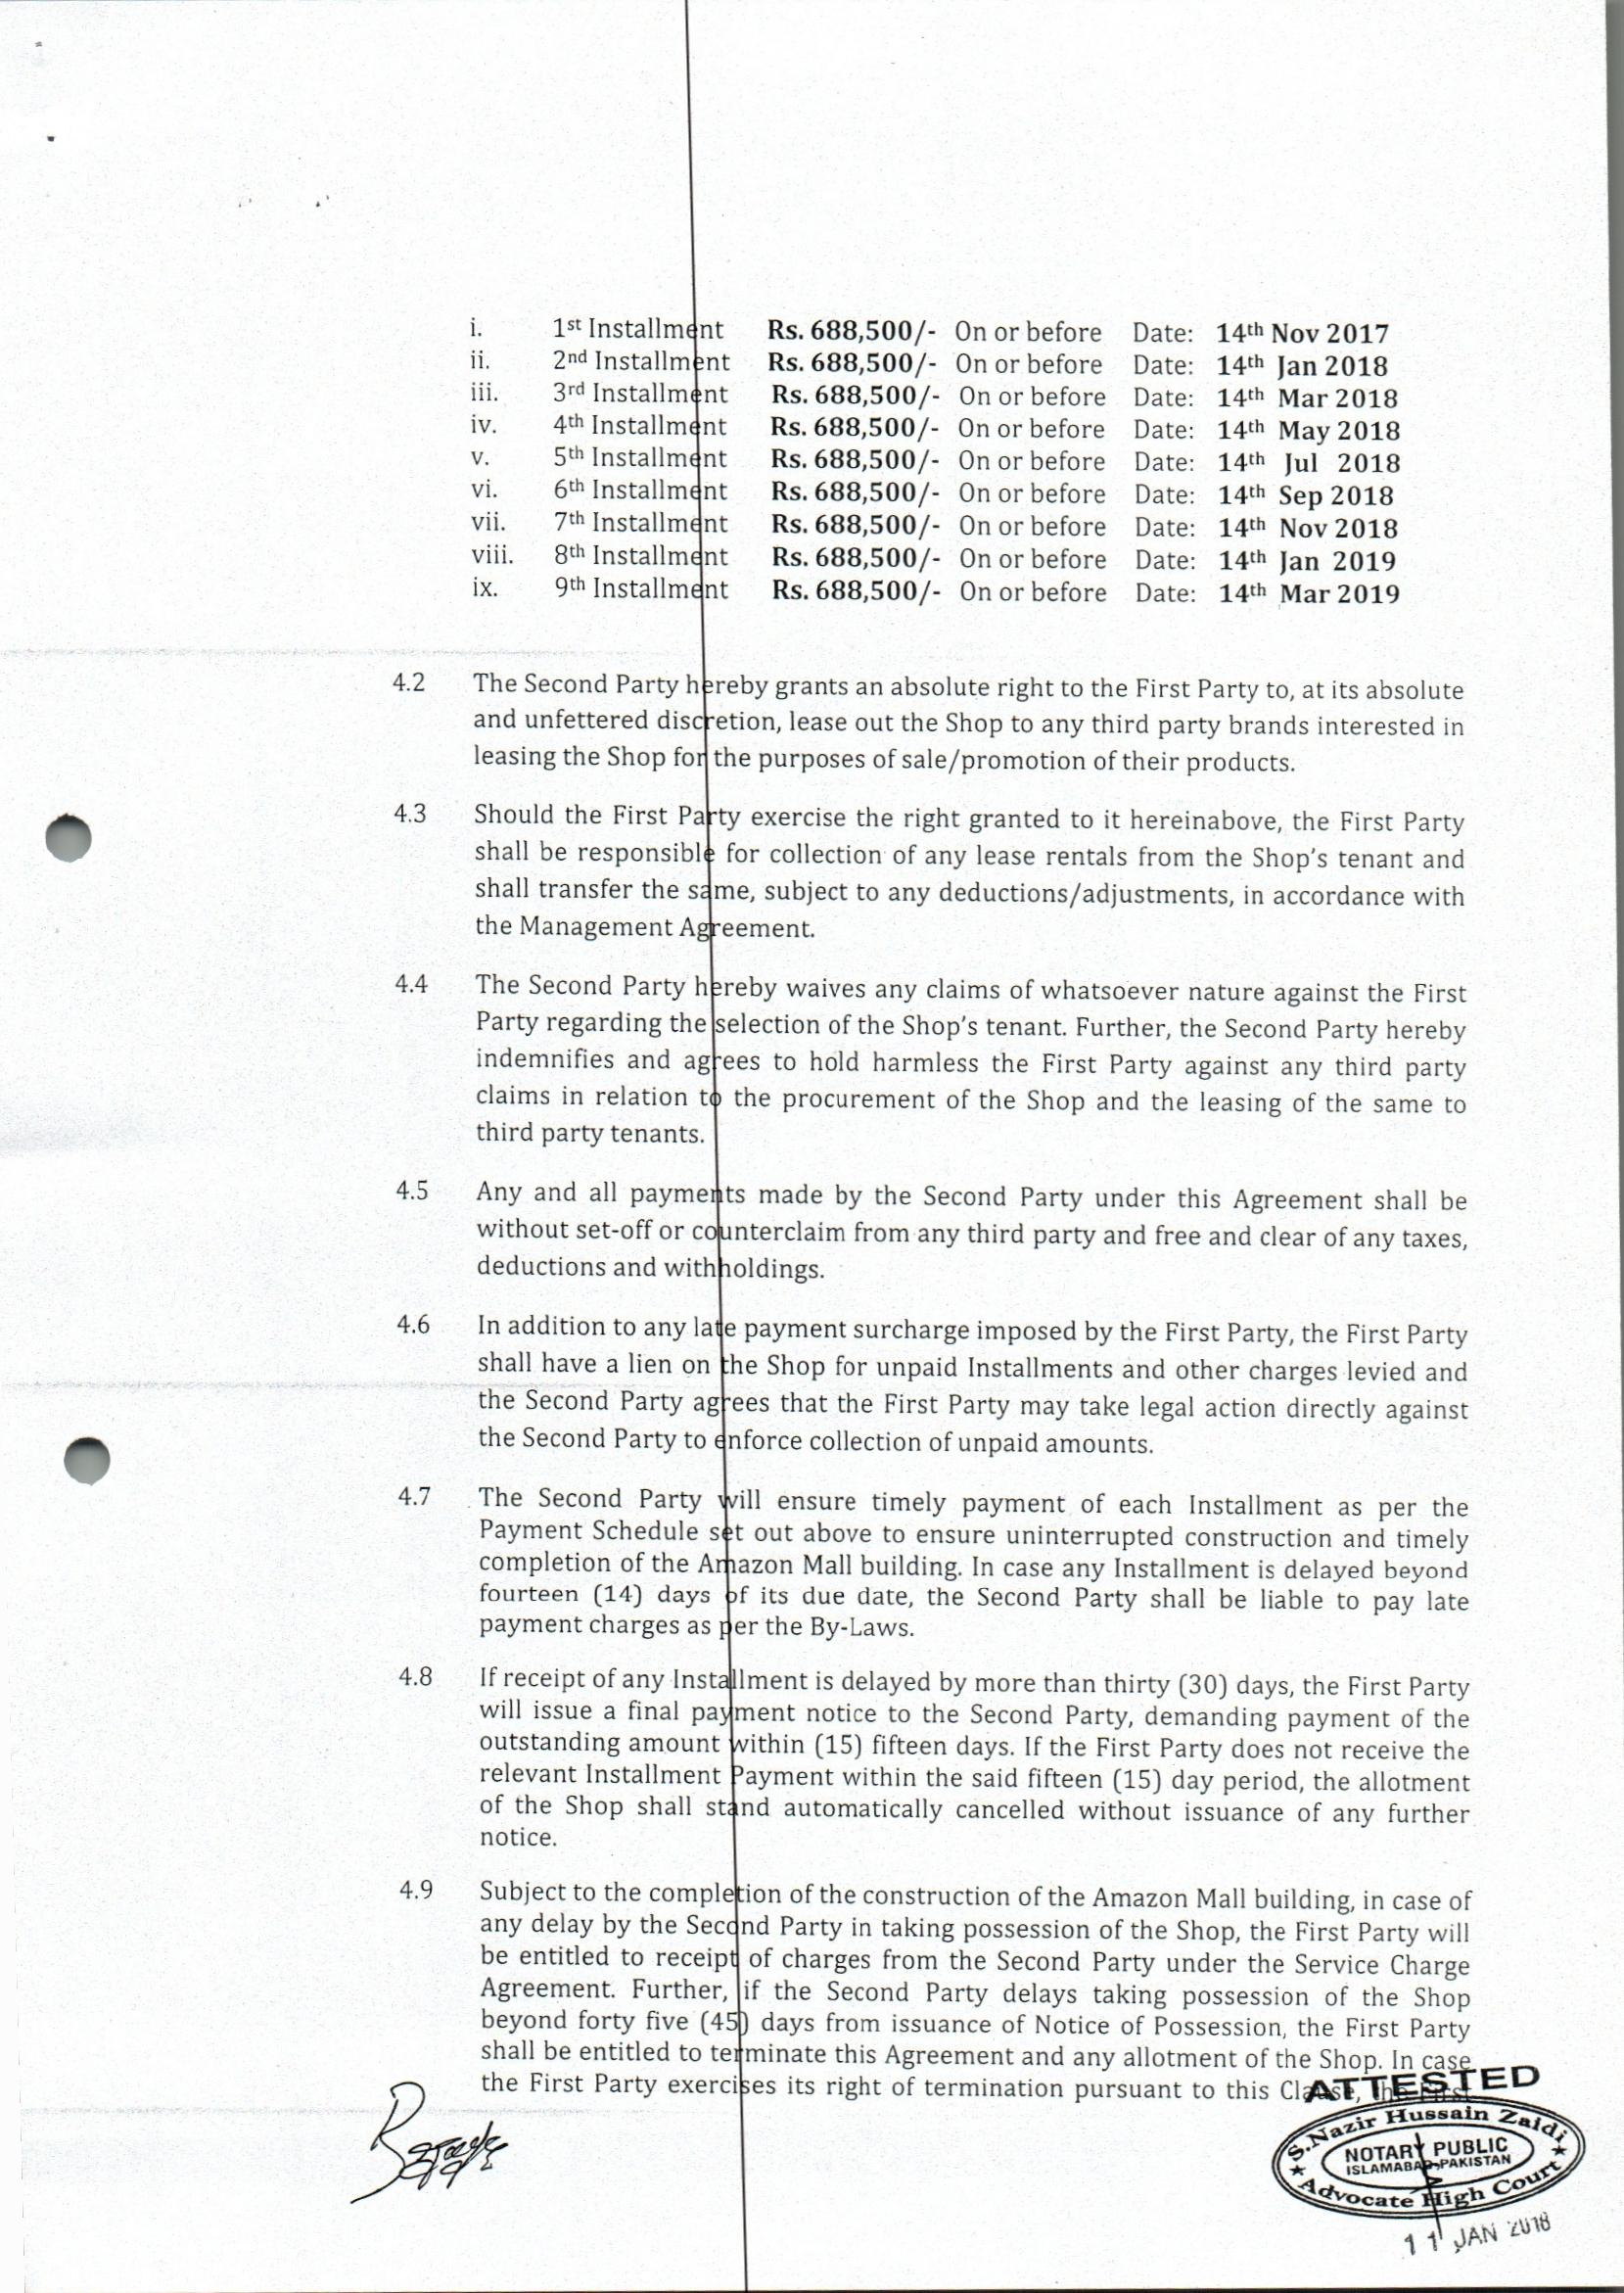 i. 1st Installment Rs. 688,500/- On or before Date: 14th Nov 2017
ii. 2nd Installment Rs. 688,500/- On or before Date: 14th Jan 2018
iii. 3rd Installment Rs. 688,500/- On or before Date: 14th Mar 2018
iv. 4th Installment Rs. 688,500/- On or before Date: 14th May 2018
v. 5th Installment Rs. 688,500/- On or before Date: 14th Jul 2018
vi. 6th Installment Rs. 688,500/- On or before Date: 14th Sep 2018
vii. 7th Installment Rs. 688,500/- On or before Date: 14th Nov 2018
viii. 8th Installment Rs. 688,500/- On or before Date: 14th Jan 2019
ix. 9th Installment Rs. 688,500/- On or before Date: 14th Mar 2019
4.2 The Second Party hereby grants an absolute right to the First Party to, at its absolute
and unfettered discretion, lease out the Shop to any third party brands interested in
leasing the Shop for the purposes of sale/promotion of their products.
4.3 Should the First Party exercise the right granted to it hereinabove, the First Party
shall be responsible for collection of any lease rentals from the Shop's tenant and
shall transfer the same, subject to any deductions/adjustments, in accordance with
the Management Agreement.
4.4 The Second Party hereby waives any claims of whatsoever nature against the First
Party regarding the selection of the Shop's tenant. Further, the Second Party hereby
indemnifies and agrees to hold harmless the First Party against any third party
claims in relation to the procurement of the Shop and the leasing of the same to
third party tenants.
4.5 Any and all payments made by the Second Party under this Agreement shall be
without set-off or counterclaim from any third party and free and clear of any taxes,
deductions and withholdings.
4.6 In addition to any late payment surcharge imposed by the First Party, the First Party
shall have a lien on the Shop for unpaid Installments and other charges levied and
the Second Party agrees that the First Party may take legal action directly against
the Second Party to enforce collection of unpaid amounts.
4.7 The Second Party will ensure timely payment of each Installment as per the
Payment Schedule set out above to ensure uninterrupted construction and timely
completion of the Amazon Mall building. In case any Installment is delayed beyond
fourteen (14) days of its due date, the Second Party shall be liable to pay late
payment charges as per the By-Laws.
4.8 If receipt of any Installment is delayed by more than thirty (30) days, the First Party
will issue a final payment notice to the Second Party, demanding payment of the
outstanding amount within (15) fifteen days. If the First Party does not receive the
relevant Installment Payment within the said fifteen (15) day period, the allotment
of the Shop shall stand automatically cancelled without issuance of any further
notice.
4.9 Subject to the completion of the construction of the Amazon Mall building, in case of
any delay by the Second Party in taking possession of the Shop, the First Party will
be entitled to receipt of charges from the Second Party under the Service Charge
Agreement. Further, if the Second Party delays taking possession of the Shop
beyond forty five (45) days from issuance of Notice of Possession, the First Party
shall be entitled to terminate this Agreement and any allotment of the Shop. In case
the First Party exercises its right of termination pursuant to this Clause, the First
ATTESTED
S. Nazir Hussain Zaidi
NOTARY PUBLIC
ISLAMABAD-PAKISTAN
Advocate High Court
11 JAN 2018